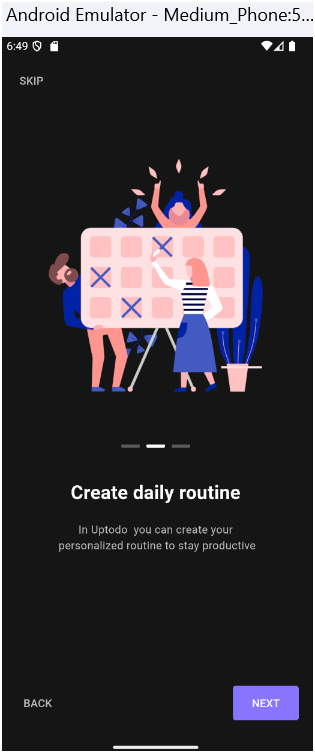 Android Emulator - Medium_Phone:5...
6:49
SKIP
Create daily routine
In Uptodo  you can create your
personalized routine to stay productive
BACK
NEXT